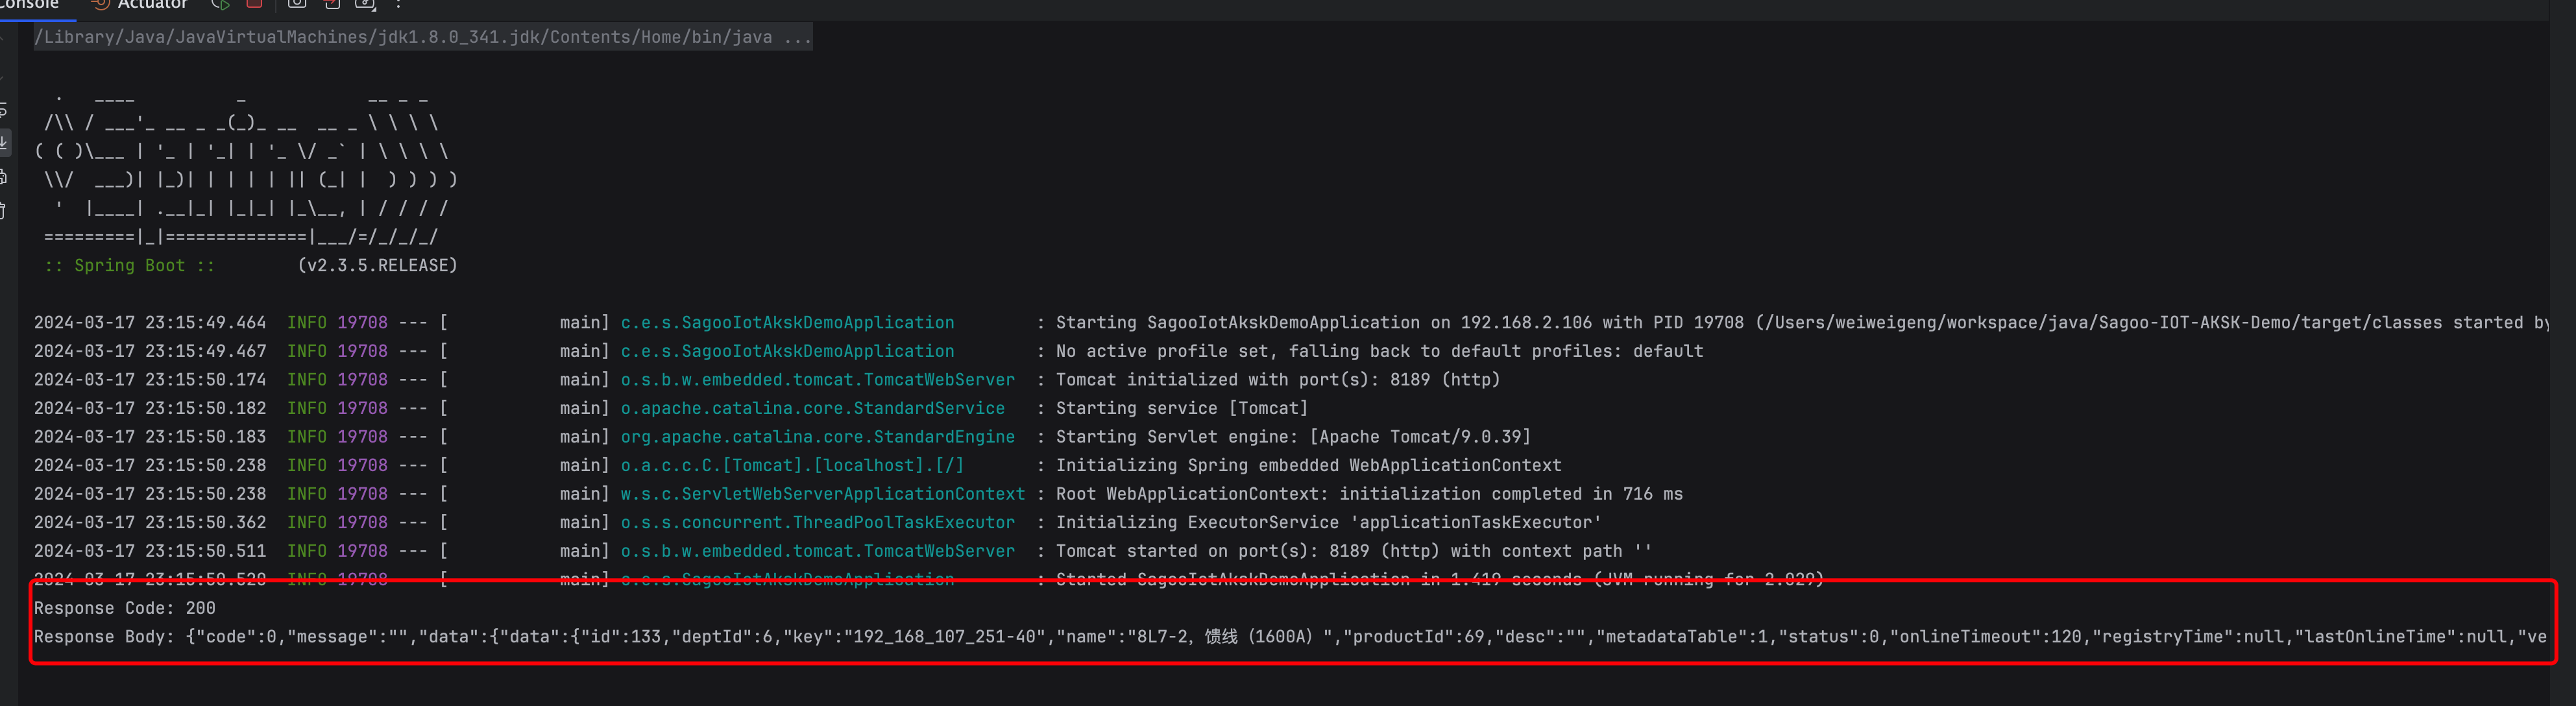 Console Actuator
/Library/Java/JavaVirtualMachines/jdk1.8.0_341.jdk/Contents/Home/bin/java ...
  .   ____          _            __ _ _
 /\\ / ___'_ __ _ _(_)_ __  __ _ \ \ \ \
( ( )\___ | '_ | '_| | '_ \/ _` | \ \ \ \
 \\/  ___)| |_)| | | | | || (_| |  ) ) ) )
  '  |____| .__|_| |_|_| |_\__, | / / / /
 =========|_|==============|___/=/_/_/_/
 :: Spring Boot ::        (v2.3.5.RELEASE)
2024-03-17 23:15:49.464  INFO 19708 --- [           main] c.e.s.SagooIotAkskDemoApplication        : Starting SagooIotAkskDemoApplication on 192.168.2.106 with PID 19708 (/Users/weiweigeng/workspace/java/Sagoo-IOT-AKSK-Demo/target/classes started by
2024-03-17 23:15:49.467  INFO 19708 --- [           main] c.e.s.SagooIotAkskDemoApplication        : No active profile set, falling back to default profiles: default
2024-03-17 23:15:50.174  INFO 19708 --- [           main] o.s.b.w.embedded.tomcat.TomcatWebServer  : Tomcat initialized with port(s): 8189 (http)
2024-03-17 23:15:50.182  INFO 19708 --- [           main] o.apache.catalina.core.StandardService   : Starting service [Tomcat]
2024-03-17 23:15:50.183  INFO 19708 --- [           main] org.apache.catalina.core.StandardEngine  : Starting Servlet engine: [Apache Tomcat/9.0.39]
2024-03-17 23:15:50.238  INFO 19708 --- [           main] o.a.c.c.C.[Tomcat].[localhost].[/]       : Initializing Spring embedded WebApplicationContext
2024-03-17 23:15:50.238  INFO 19708 --- [           main] w.s.c.ServletWebServerApplicationContext : Root WebApplicationContext: initialization completed in 716 ms
2024-03-17 23:15:50.362  INFO 19708 --- [           main] o.s.s.concurrent.ThreadPoolTaskExecutor  : Initializing ExecutorService 'applicationTaskExecutor'
2024-03-17 23:15:50.511  INFO 19708 --- [           main] o.s.b.w.embedded.tomcat.TomcatWebServer  : Tomcat started on port(s): 8189 (http) with context path ''
2024-03-17 23:15:50.520  INFO 19708 --- [           main] c.e.s.SagooIotAkskDemoApplication        : Started SagooIotAkskDemoApplication in 1.419 seconds (JVM running for 2.029)
Response Code: 200
Response Body: {"code":0,"message":"","data":{"data":{"id":133,"deptId":6,"key":"192_168_107_251-40","name":"8L7-2，馈线（1600A）","productId":69,"desc":"","metadataTable":1,"status":0,"onlineTimeout":120,"registryTime":null,"lastOnlineTime":null,"ve